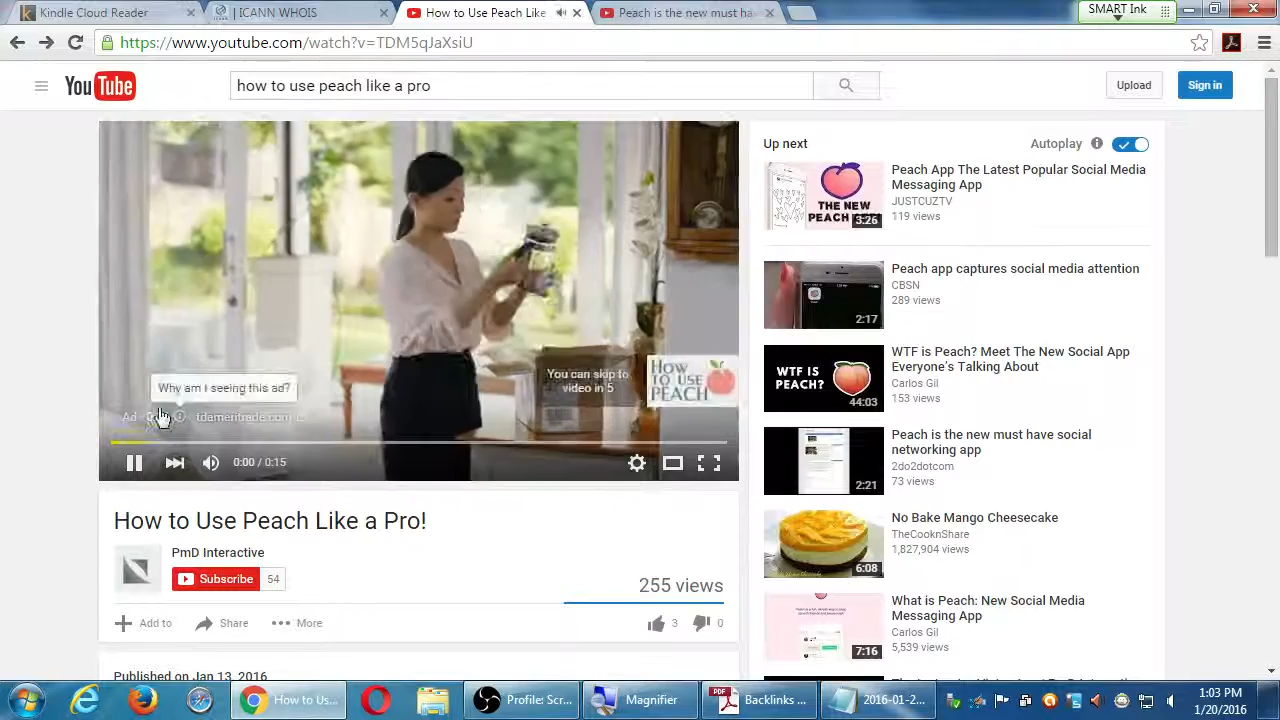 Kindle Cloud Reader
ICANN WHOIS
How to Use Peach Like
Peach is the new must ha
SMART Ink
https://www.youtube.com/watch?v=TDM5qJaXsiU
YouTube
how to use peach like a pro
Upload
Sign in
Up next
Autoplay
Peach App The Latest Popular Social Media
Messaging App
JUSTCUZTV
119 views
THE NEW
PEACH
3:26
Peach app captures social media attention
CBSN
289 views
2:17
WTF is Peach? Meet The New Social App
Everyone's Talking About
Carlos Gil
153 views
WTF IS
PEACH?
44:03
Peach is the new must have social
networking app
2do2dotcom
73 views
2:21
No Bake Mango Cheesecake
TheCooknShare
1,827,904 views
6:08
What is Peach: New Social Media
Messaging App
Carlos Gil
5,539 views
7:16
Why am I seeing this ad?
Ad
tdameritrade.com
You can skip to
video in 5
HOW
TO USE
PEACH
0:00 / 0:15
How to Use Peach Like a Pro!
PmD Interactive
Subscribe
54
255 views
Add to
Share
More
3
0
Published on Jan 13, 2016
How to Us...
Profile: Scr...
Magnifier
Backlinks ...
2016-01-2...
1:03 PM
1/20/2016